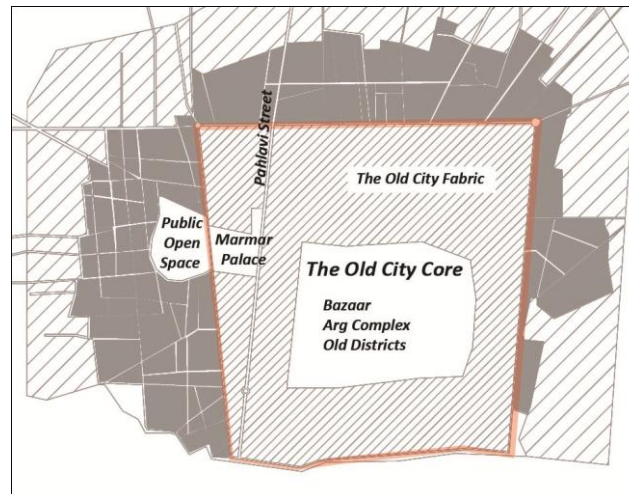 Pahlavi Street
The Old City Fabric
Public
Open
Space
Marmar
Palace
The Old City Core
Bazaar
Arg Complex
Old Districts